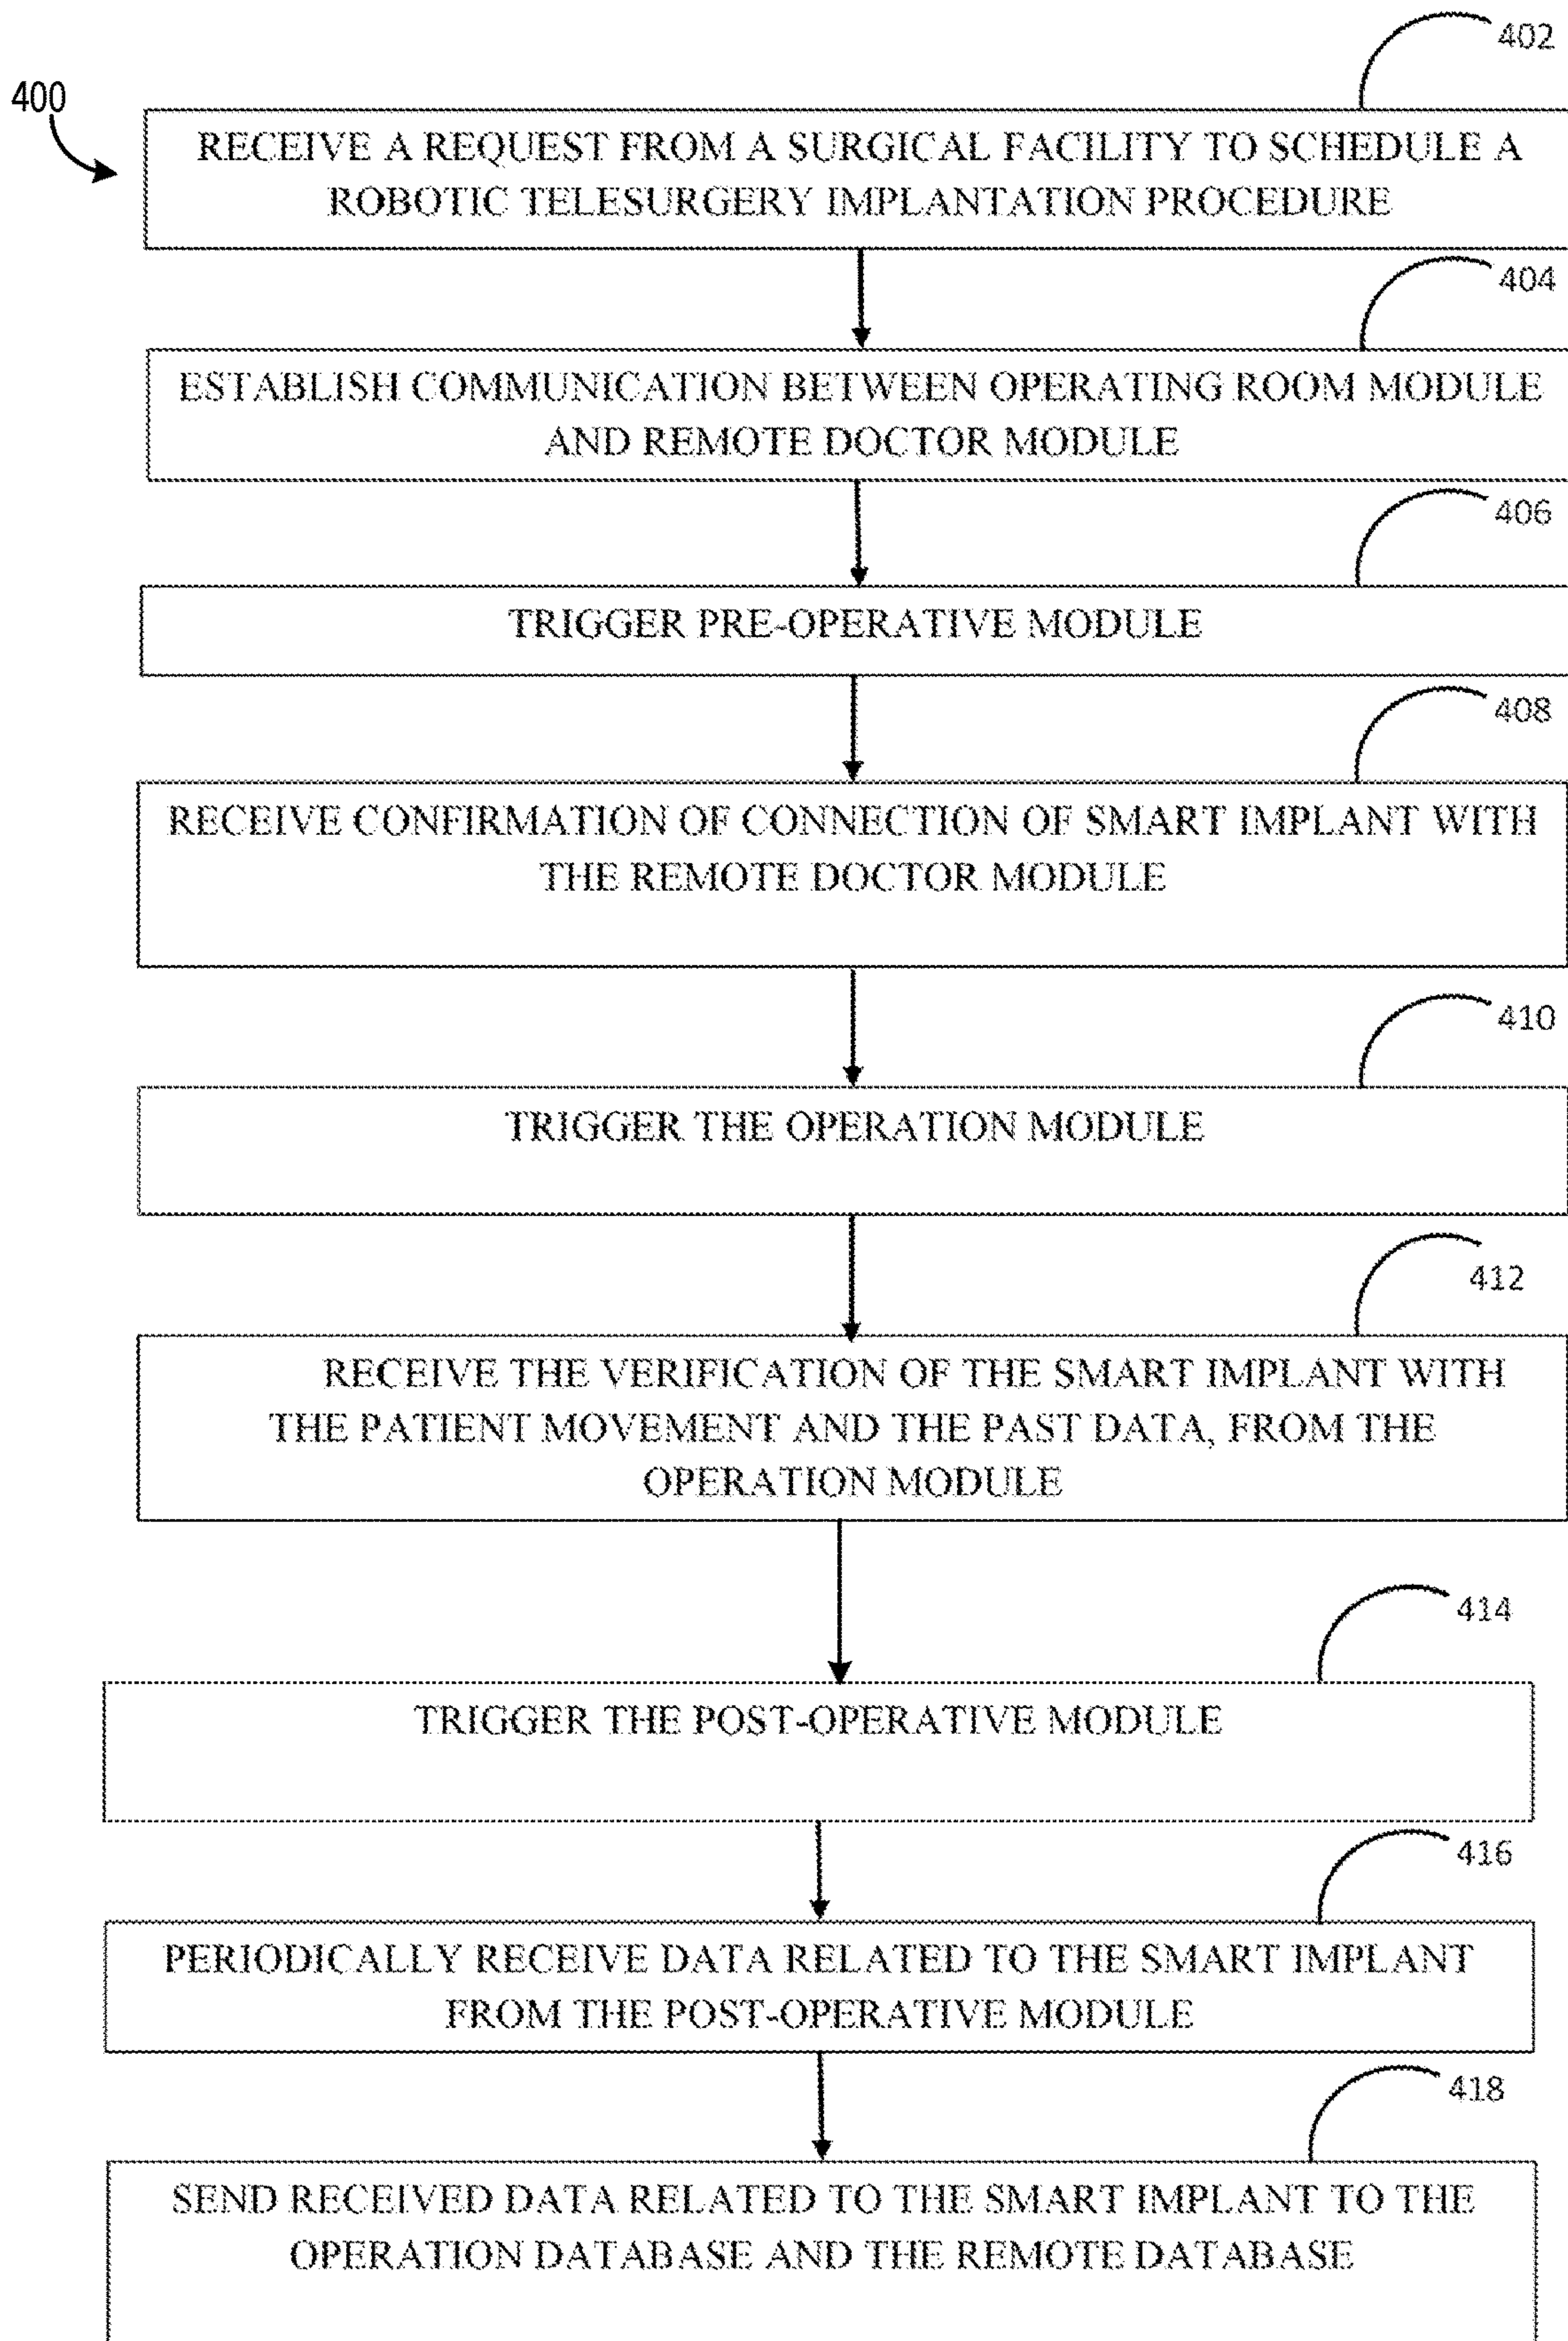 402
400
RECEIVE A REQUEST FROM A SURGICAL FACILITY TO SCHEDULE A
ROBOTIC TELESURGERY IMPLANTATION PROCEDURE
404
ESTABLISH COMMUNICATION BETWEEN OPERATING ROOM MODULE
AND REMOTE DOCTOR MODULE
406
TRIGGER PRE-OPERATIVE MODULE
408
RECEIVE CONFIRMATION OF CONNECTION OF SMART IMPLANT WITH
THE REMOTE DOCTOR MODULE
410
TRIGGER THE OPERATION MODULE
412
RECEIVE THE VERIFICATION OF THE SMART IMPLANT WITH
THE PATIENT MOVEMENT AND THE PAST DATA, FROM THE
OPERATION MODULE
414
TRIGGER THE POST-OPERATIVE MODULE
416
PERIODICALLY RECEIVE DATA RELATED TO THE SMART IMPLANT
FROM THE POST-OPERATIVE MODULE
418
SEND RECEIVED DATA RELATED TO THE SMART IMPLANT TO THE
OPERATION DATABASE AND THE REMOTE DATABASE